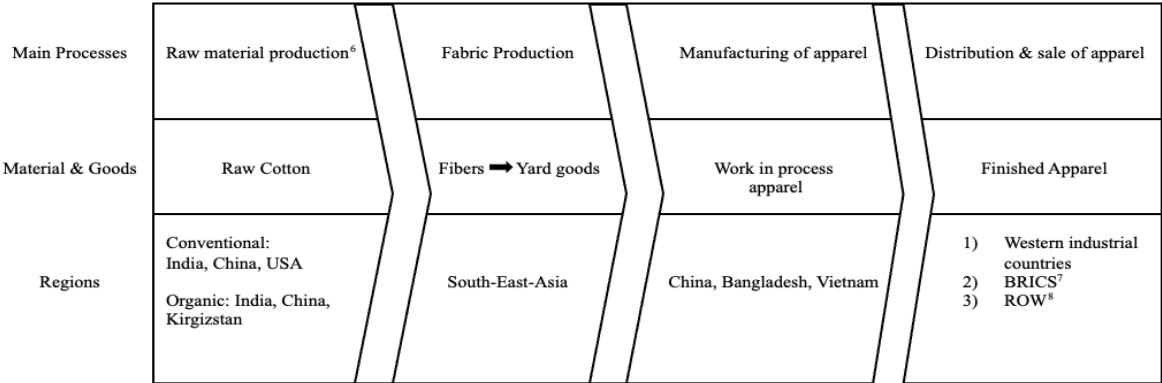 Main Processes
Raw material production⁶
Fabric Production
Manufacturing of apparel
Distribution & sale of apparel
Material & Goods
Raw Cotton
Fibers ➡ Yard goods
Work in process
apparel
Finished Apparel
Regions
Conventional:
India, China, USA
Organic: India, China,
Kirgizstan
South-East-Asia
China, Bangladesh, Vietnam
1) Western industrial
countries
2) BRICS⁷
3) ROW⁸